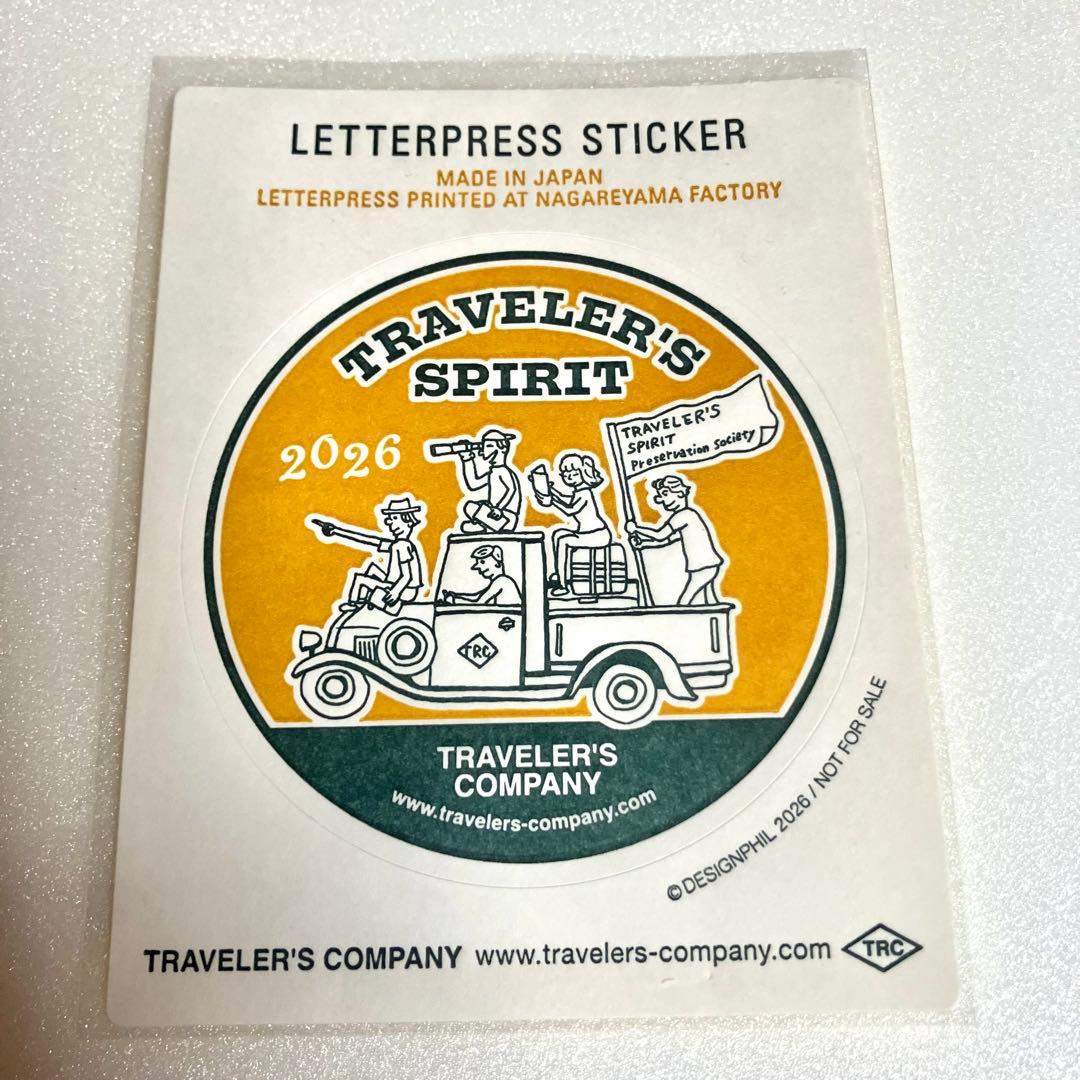 LETTERPRESS STICKER
MADE IN JAPAN
LETTERPRESS PRINTED AT NAGAREYAMA FACTORY
TRAVELER'S
SPIRIT
2026
TRAVELER'S
SPIRIT
Preservation Society
TRC
TRAVELER'S
COMPANY
www.travelers-company.com
©DESIGNPHIL 2026 / NOT FOR SALE
TRAVELER'S COMPANY www.travelers-company.com TRC